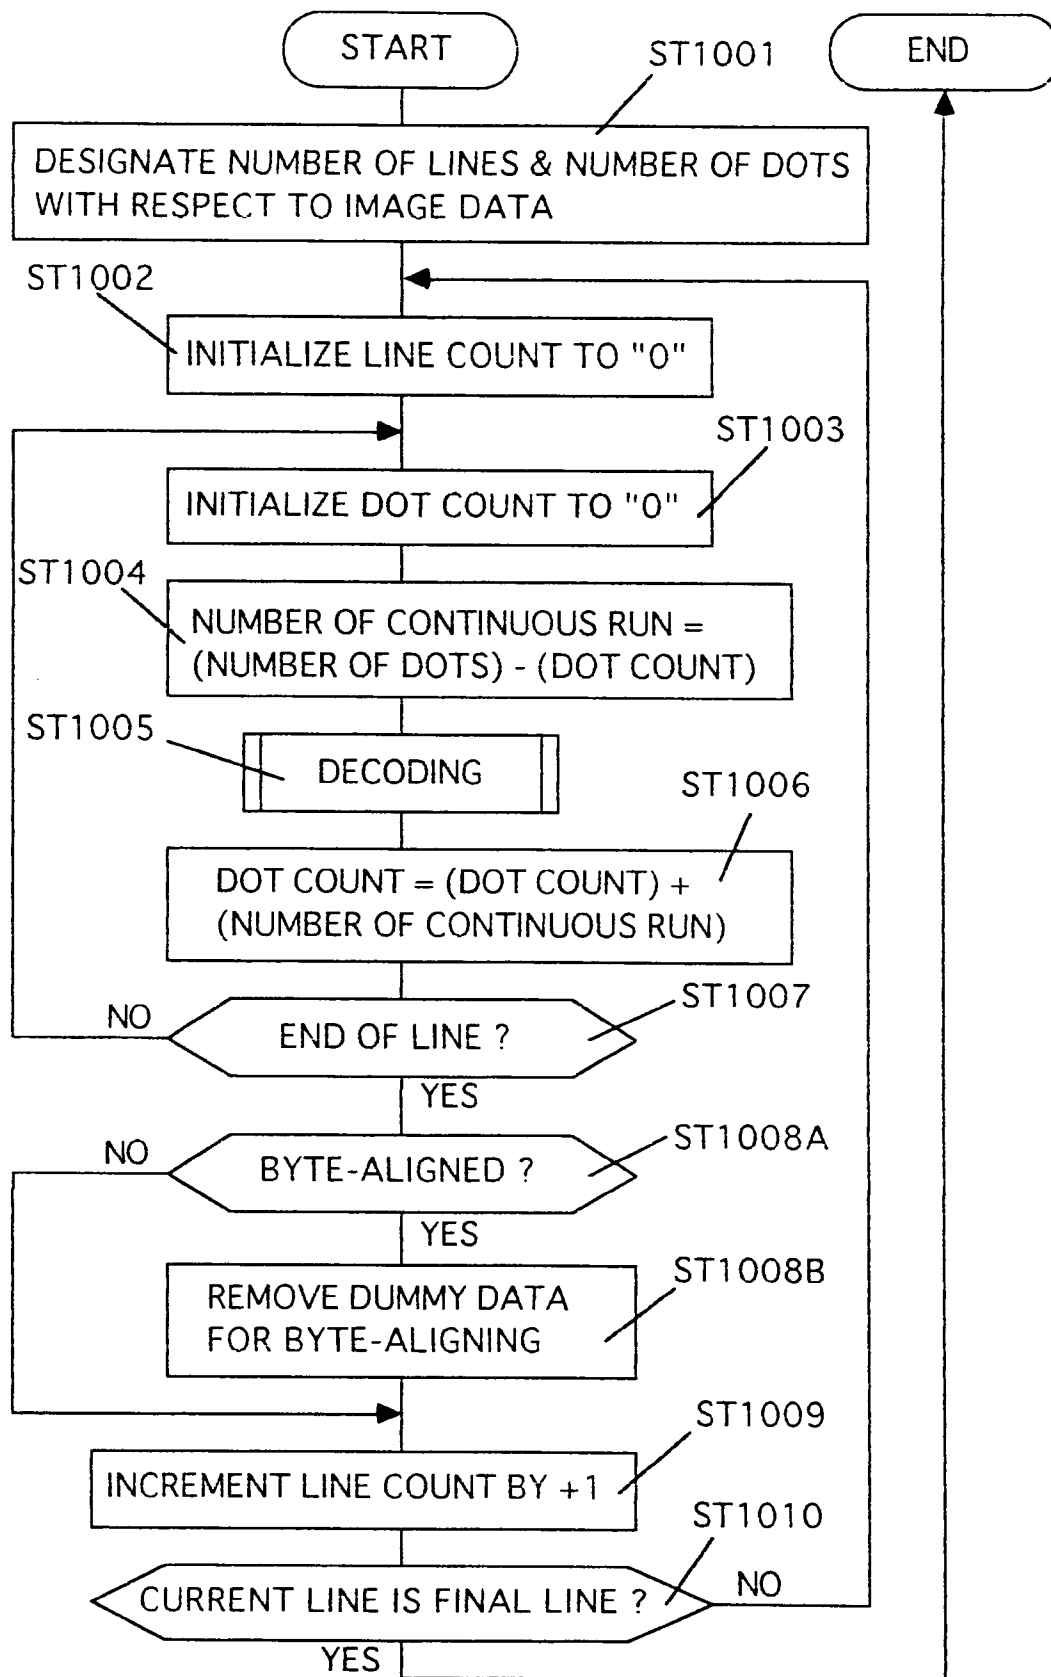 START
END
ST1001
DESIGNATE NUMBER OF LINES & NUMBER OF DOTS
WITH RESPECT TO IMAGE DATA
ST1002
INITIALIZE LINE COUNT TO "0"
ST1003
INITIALIZE DOT COUNT TO "0"
ST1004
NUMBER OF CONTINUOUS RUN =
(NUMBER OF DOTS) - (DOT COUNT)
ST1005
DECODING
ST1006
DOT COUNT = (DOT COUNT) +
(NUMBER OF CONTINUOUS RUN)
ST1007
NO
END OF LINE ?
YES
ST1008A
NO
BYTE-ALIGNED ?
YES
ST1008B
REMOVE DUMMY DATA
FOR BYTE-ALIGNING
ST1009
INCREMENT LINE COUNT BY +1
ST1010
CURRENT LINE IS FINAL LINE ?
NO
YES